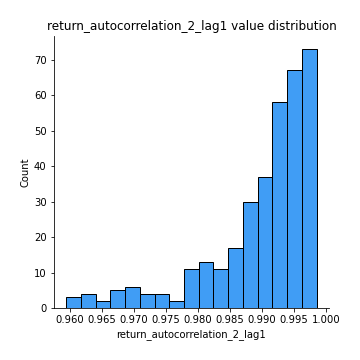 return_autocorrelation_2_lag1 value distribution
70
60
50
40
30
20
10
0
Count
0.960 0.965 0.970 0.975 0.980 0.985 0.990 0.995 1.000
return_autocorrelation_2_lag1